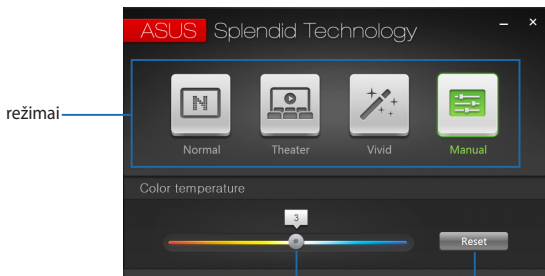 ASUS Splendid Technology
režimai
N
Normal Theater Vivid Manual
Color temperature
3
Reset